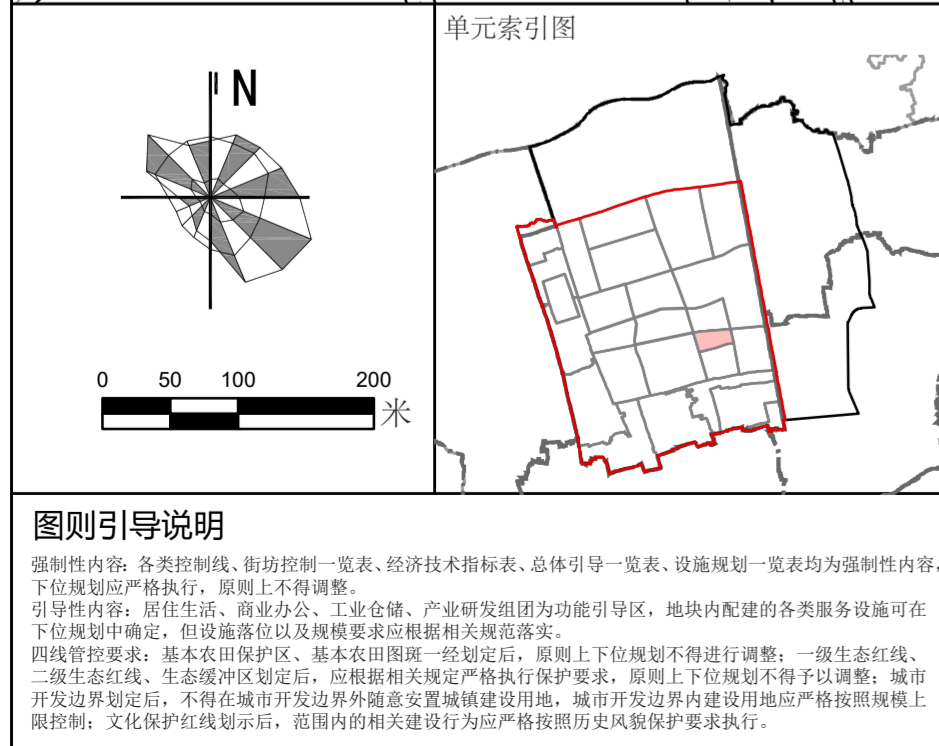 单元索引图
N
0 50 100 200
米
图则引导说明
强制性内容：各类控制线、街坊控制一览表、经济技术指标表、总体引导一览表、设施规划一览表均为强制性内容，
下位规划应严格执行，原则上不得调整。
引导性内容：居住生活、商业办公、工业仓储、产业研发组团为功能引导区，地块内配建的各类服务设施可在
下位规划中确定，但设施落位以及规模要求应根据相关规范落实。
四线管控要求：基本农田保护区、基本农田图斑一经划定后，原则上下位规划不得进行调整；一级生态红线、
二级生态红线、生态缓冲区划定后，应根据相关规定严格执行保护要求，原则上下位规划不得予以调整；城市
开发边界划定后，不得在城市开发边界外随意安置城镇建设用地，城市开发边界内建设用地应严格按照规模上
限控制；文化保护红线划示后，范围内的相关建设行为应严格按照历史风貌保护要求执行。